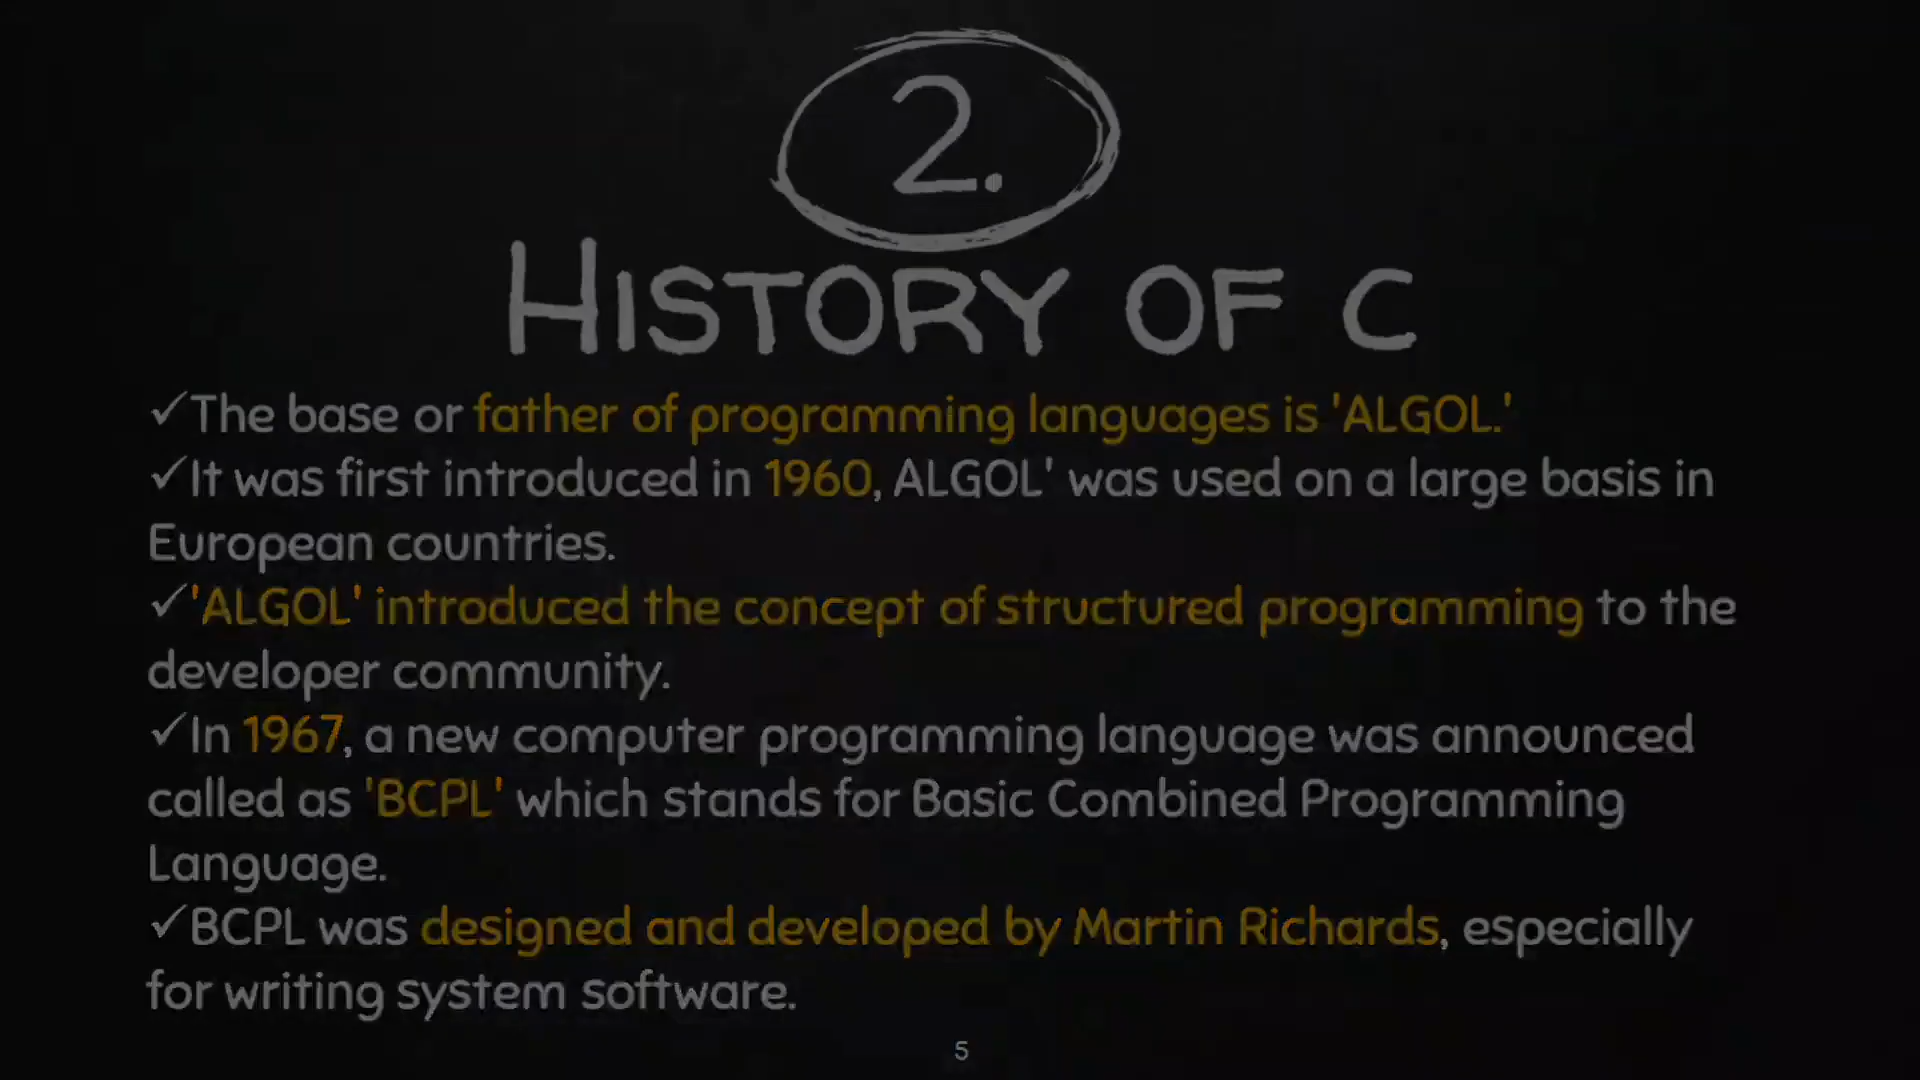 2.
HISTORY OF C
✓The base or father of programming languages is 'ALGOL.'
✓It was first introduced in 1960, ALGOL' was used on a large basis in
European countries.
✓'ALGOL' introduced the concept of structured programming to the
developer community.
✓In 1967, a new computer programming language was announced
called as 'BCPL' which stands for Basic Combined Programming
Language.
✓BCPL was designed and developed by Martin Richards, especially
for writing system software.
5